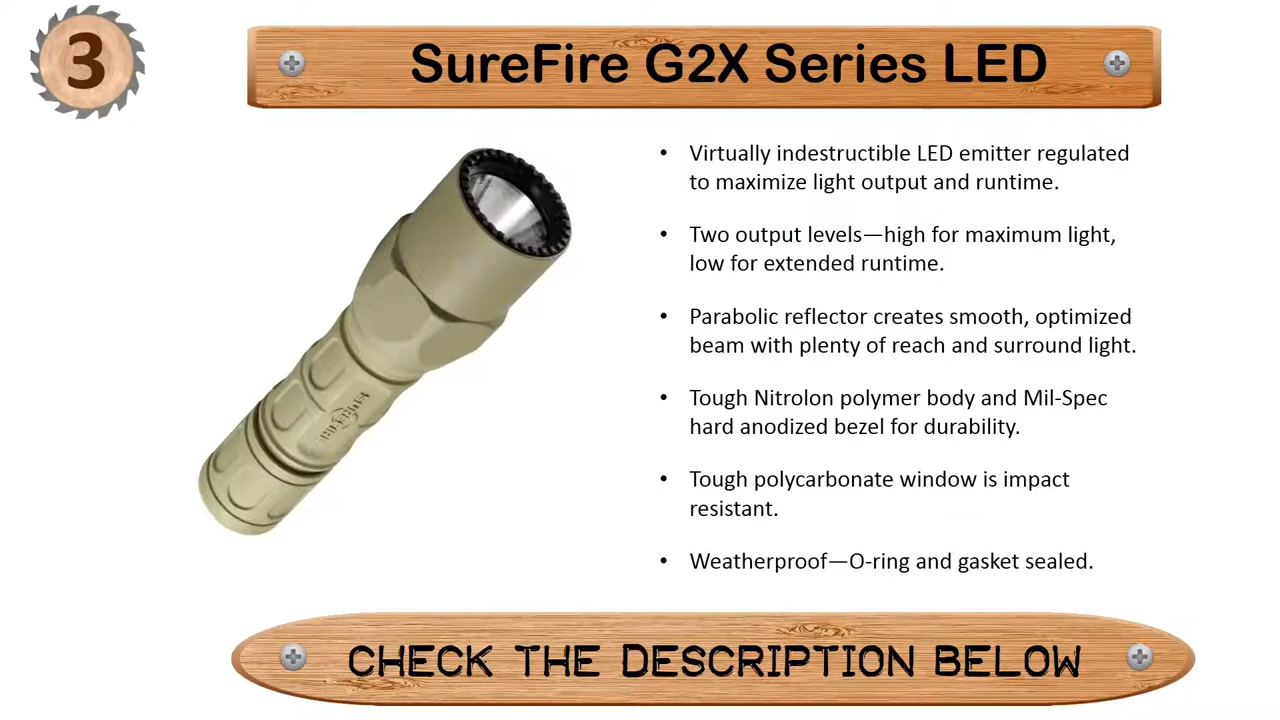 3
SureFire G2X Series LED
• Virtually indestructible LED emitter regulated
to maximize light output and runtime.
• Two output levels—high for maximum light,
low for extended runtime.
• Parabolic reflector creates smooth, optimized
beam with plenty of reach and surround light.
• Tough Nitrolon polymer body and Mil-Spec
hard anodized bezel for durability.
• Tough polycarbonate window is impact
resistant.
• Weatherproof—O-ring and gasket sealed.
SUREFIRE
CHECK THE DESCRIPTION BELOW